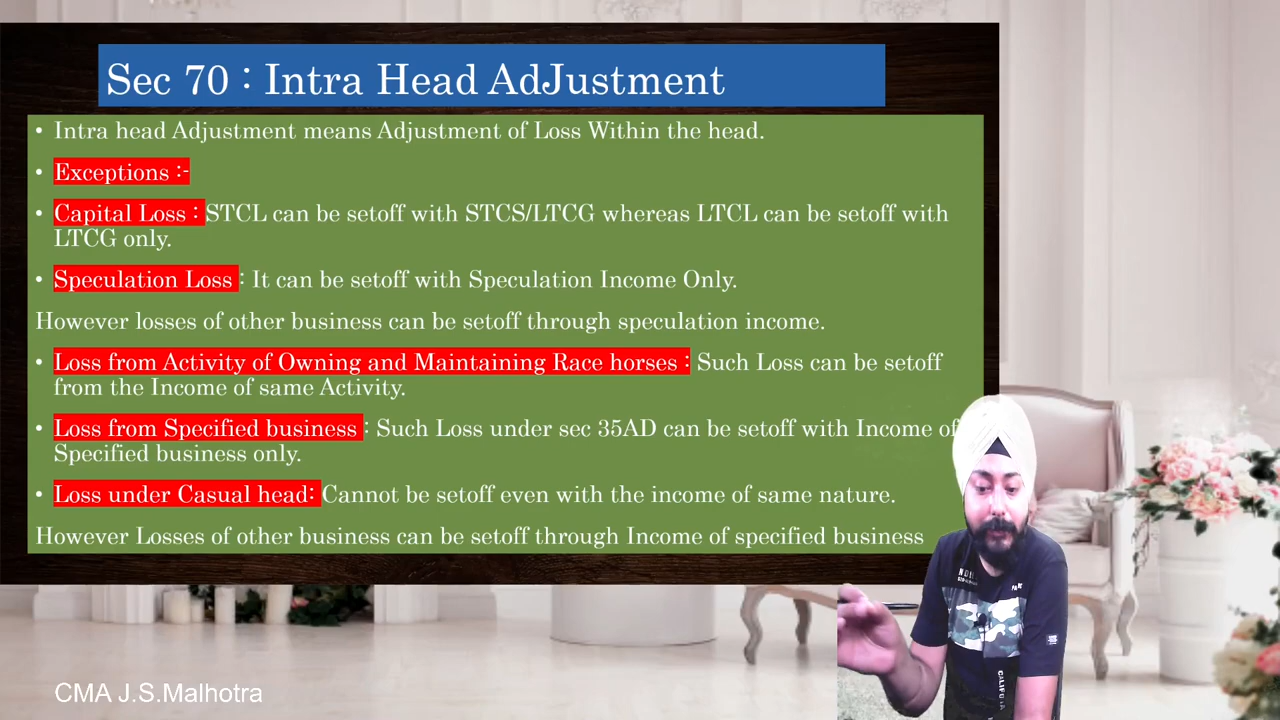 Sec 70 : Intra Head AdJustment
• Intra head Adjustment means Adjustment of Loss Within the head.
• Exceptions :-
• Capital Loss : STCL can be setoff with STCS/LTCG whereas LTCL can be setoff with
LTCG only.
• Speculation Loss : It can be setoff with Speculation Income Only.
However losses of other business can be setoff through speculation income.
• Loss from Activity of Owning and Maintaining Race horses : Such Loss can be setoff
from the Income of same Activity.
• Loss from Specified business : Such Loss under sec 35AD can be setoff with Income of
Specified business only.
• Loss under Casual head: Cannot be setoff even with the income of same nature.
However Losses of other business can be setoff through Income of specified business
CMA J.S.Malhotra